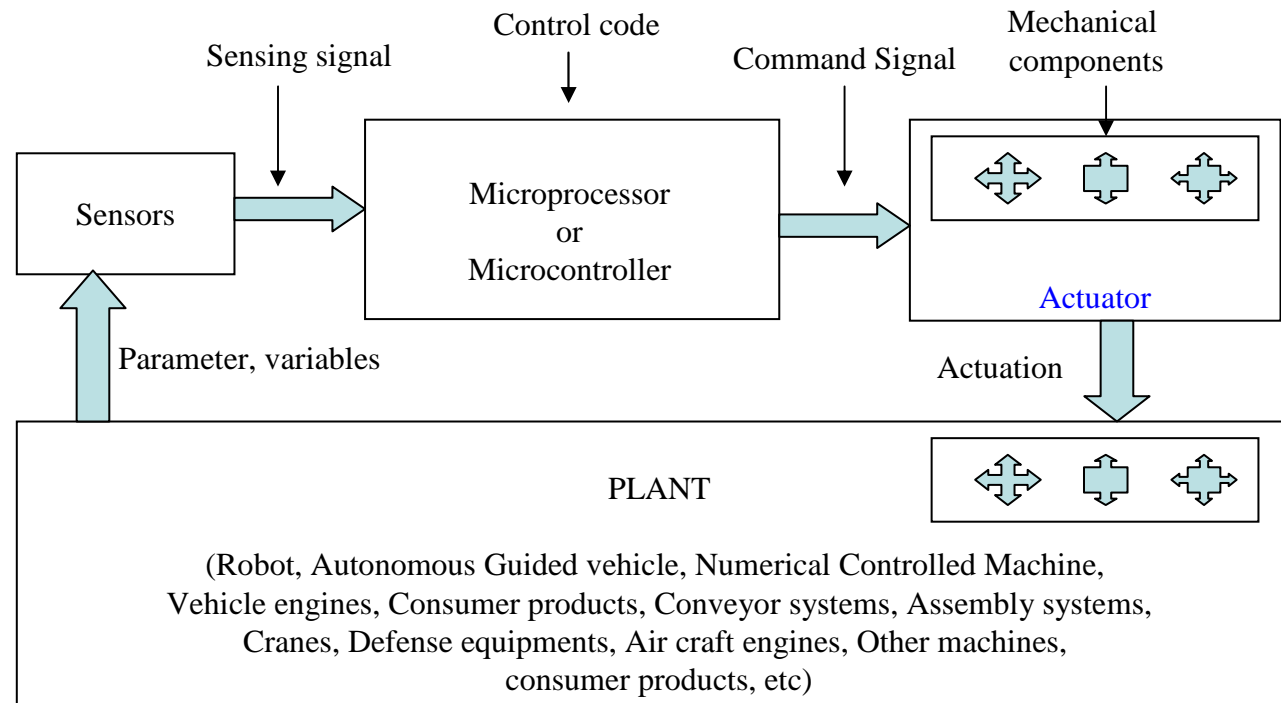 Control code
Mechanical
components
Sensing signal
Command Signal
Sensors
Microprocessor
or
Microcontroller
Actuator
Parameter, variables
Actuation
PLANT
(Robot, Autonomous Guided vehicle, Numerical Controlled Machine,
Vehicle engines, Consumer products, Conveyor systems, Assembly systems,
Cranes, Defense equipments, Air craft engines, Other machines,
consumer products, etc)